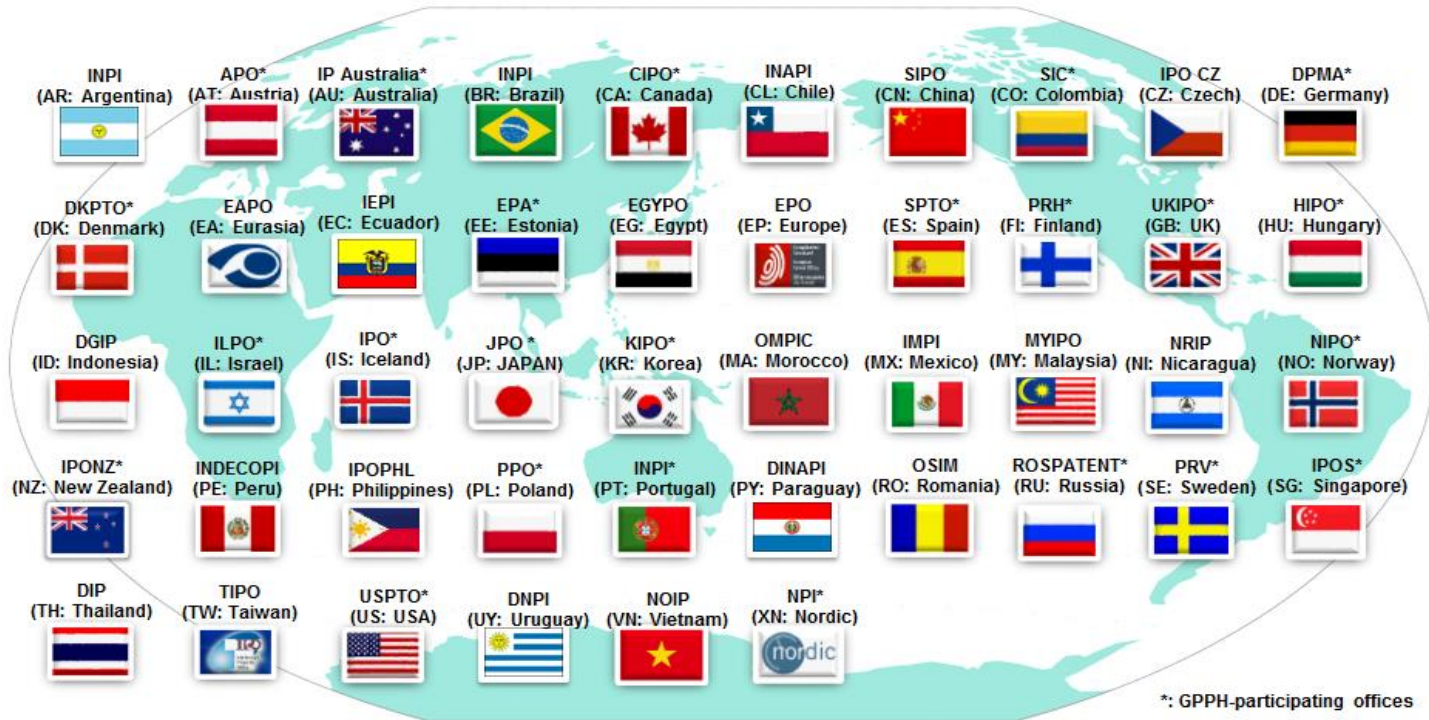 INPI
(AR: Argentina)
APO*
(AT: Austria)
IP Australia*
(AU: Australia)
INPI
(BR: Brazil)
CIPO*
(CA: Canada)
INAPI
(CL: Chile)
SIPO
(CN: China)
SIC*
(CO: Colombia)
IPO CZ
(CZ: Czech)
DPMA*
(DE: Germany)
DKPTO*
(DK: Denmark)
EAPO
(EA: Eurasia)
IEPI
(EC: Ecuador)
EPA*
(EE: Estonia)
EGYPO
(EG: Egypt)
EPO
(EP: Europe)
SPTO*
(ES: Spain)
PRH*
(FI: Finland)
UKIPO*
(GB: UK)
HIPO*
(HU: Hungary)
DGIP
(ID: Indonesia)
ILPO*
(IL: Israel)
IPO*
(IS: Iceland)
JPO *
(JP: JAPAN)
KIPO*
(KR: Korea)
OMPIC
(MA: Morocco)
IMPI
(MX: Mexico)
MYIPO
(MY: Malaysia)
NRIP
(NI: Nicaragua)
NIPO*
(NO: Norway)
IPONZ*
(NZ: New Zealand)
INDECOPI
(PE: Peru)
IPOPHL
(PH: Philippines)
PPO*
(PL: Poland)
INPI*
(PT: Portugal)
DINAPI
(PY: Paraguay)
OSIM
(RO: Romania)
ROSPATENT*
(RU: Russia)
PRV*
(SE: Sweden)
IPOS*
(SG: Singapore)
DIP
(TH: Thailand)
TIPO
(TW: Taiwan)
USPTO*
(US: USA)
DNPI
(UY: Uruguay)
NOIP
(VN: Vietnam)
NPI*
(XN: Nordic)
nordic
*: GPPH-participating offices